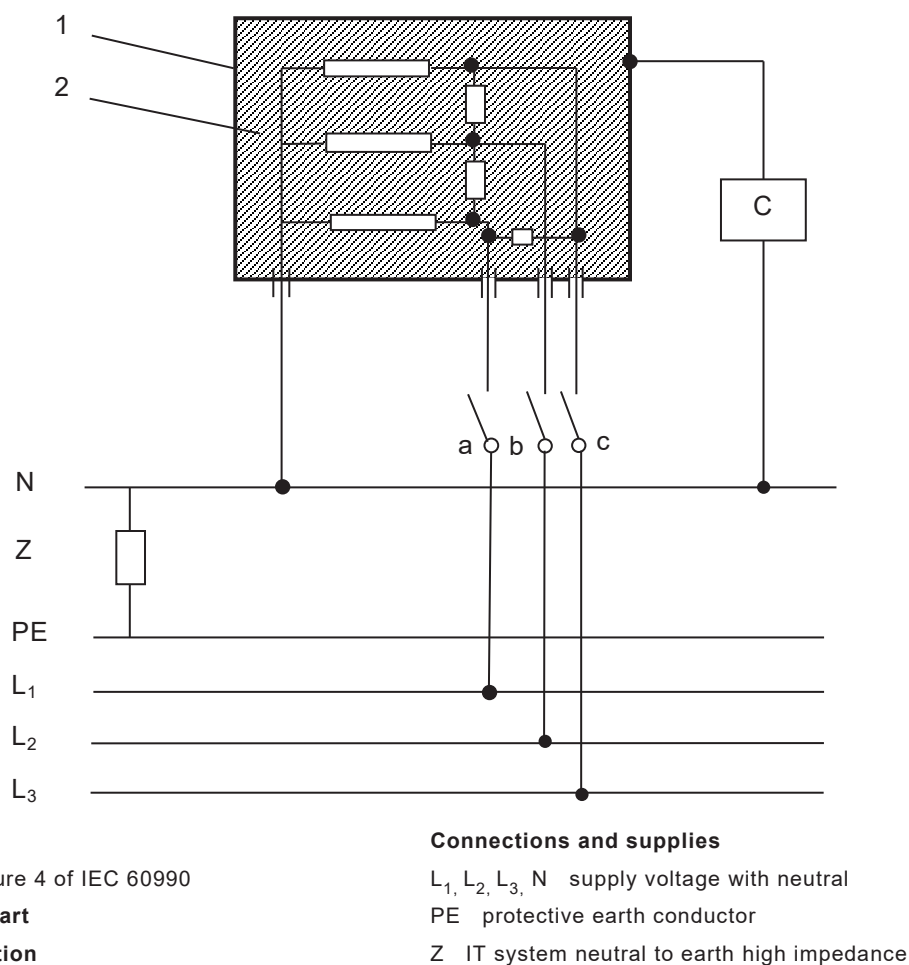 1
2
C
a b c
N
Z
PE
L1
L2
L3
Connections and supplies
ure 4 of IEC 60990
L1, L2, L3, N supply voltage with neutral
art
PE protective earth conductor
tion
Z IT system neutral to earth high impedance